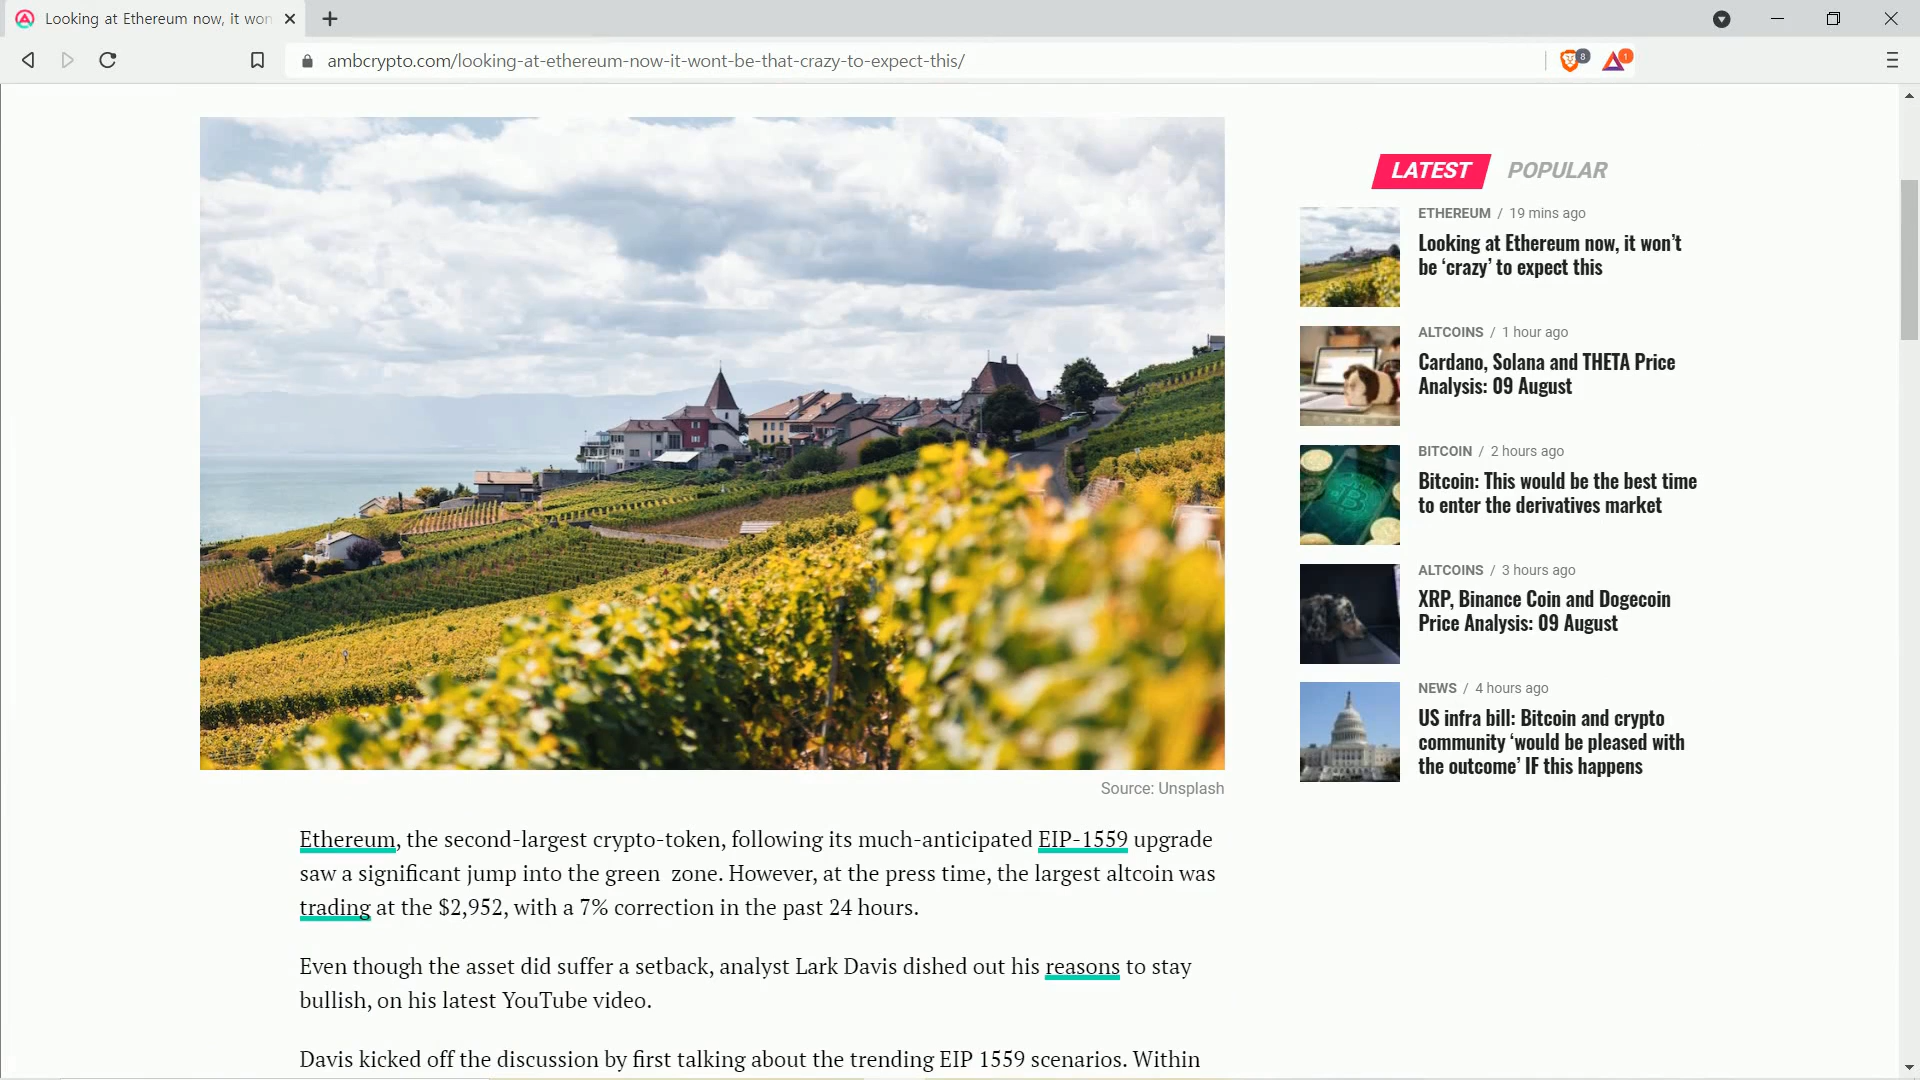 Looking at Ethereum now, it won
ambcrypto.com/looking-at-ethereum-now-it-wont-be-that-crazy-to-expect-this/
8
1
LATEST
POPULAR
ETHEREUM / 19 mins ago
Looking at Ethereum now, it won’t
be ‘crazy’ to expect this
ALTCOINS / 1 hour ago
Cardano, Solana and THETA Price
Analysis: 09 August
BITCOIN / 2 hours ago
Bitcoin: This would be the best time
to enter the derivatives market
ALTCOINS / 3 hours ago
XRP, Binance Coin and Dogecoin
Price Analysis: 09 August
NEWS / 4 hours ago
US infra bill: Bitcoin and crypto
community ‘would be pleased with
the outcome’ IF this happens
Source: Unsplash
Ethereum, the second-largest crypto-token, following its much-anticipated EIP-1559 upgrade
saw a significant jump into the green zone. However, at the press time, the largest altcoin was
trading at the $2,952, with a 7% correction in the past 24 hours.
Even though the asset did suffer a setback, analyst Lark Davis dished out his reasons to stay
bullish, on his latest YouTube video.
Davis kicked off the discussion by first talking about the trending EIP 1559 scenarios. Within